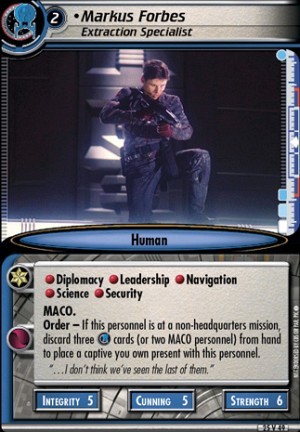 2
•Markus Forbes
Extraction Specialist
Human
•Diplomacy •Leadership •Navigation
•Science •Security
MACO.
Order – If this personnel is at a non-headquarters mission,
discard three cards (or two MACO personnel) from hand
to place a captive you own present with this personnel.
"...I don't think we've seen the last of them."
INTEGRITY 5 CUNNING 5 STRENGTH 6